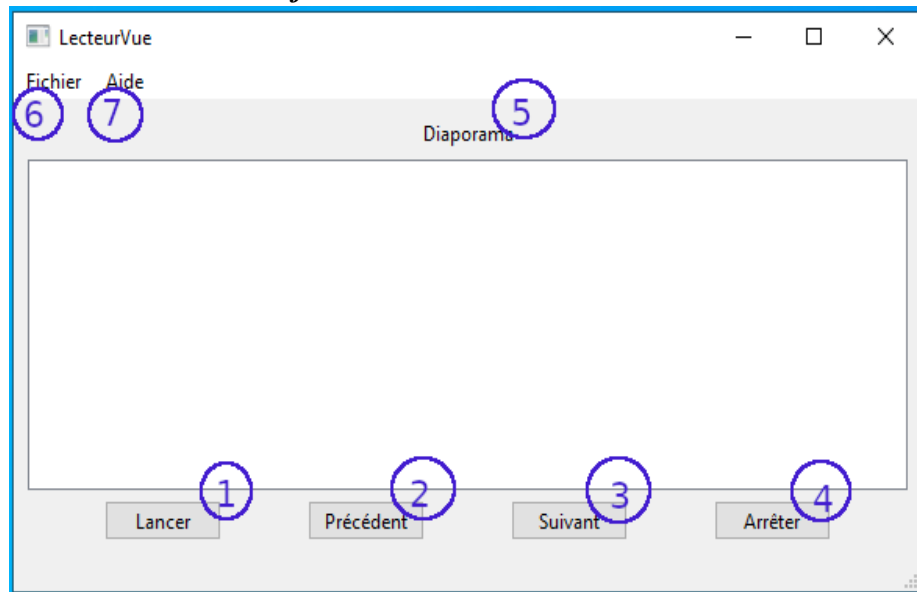 LecteurVue
Fichier Aide
6 7 5
Diaporama
1 2 3 4
Lancer Précédent Suivant Arrêter